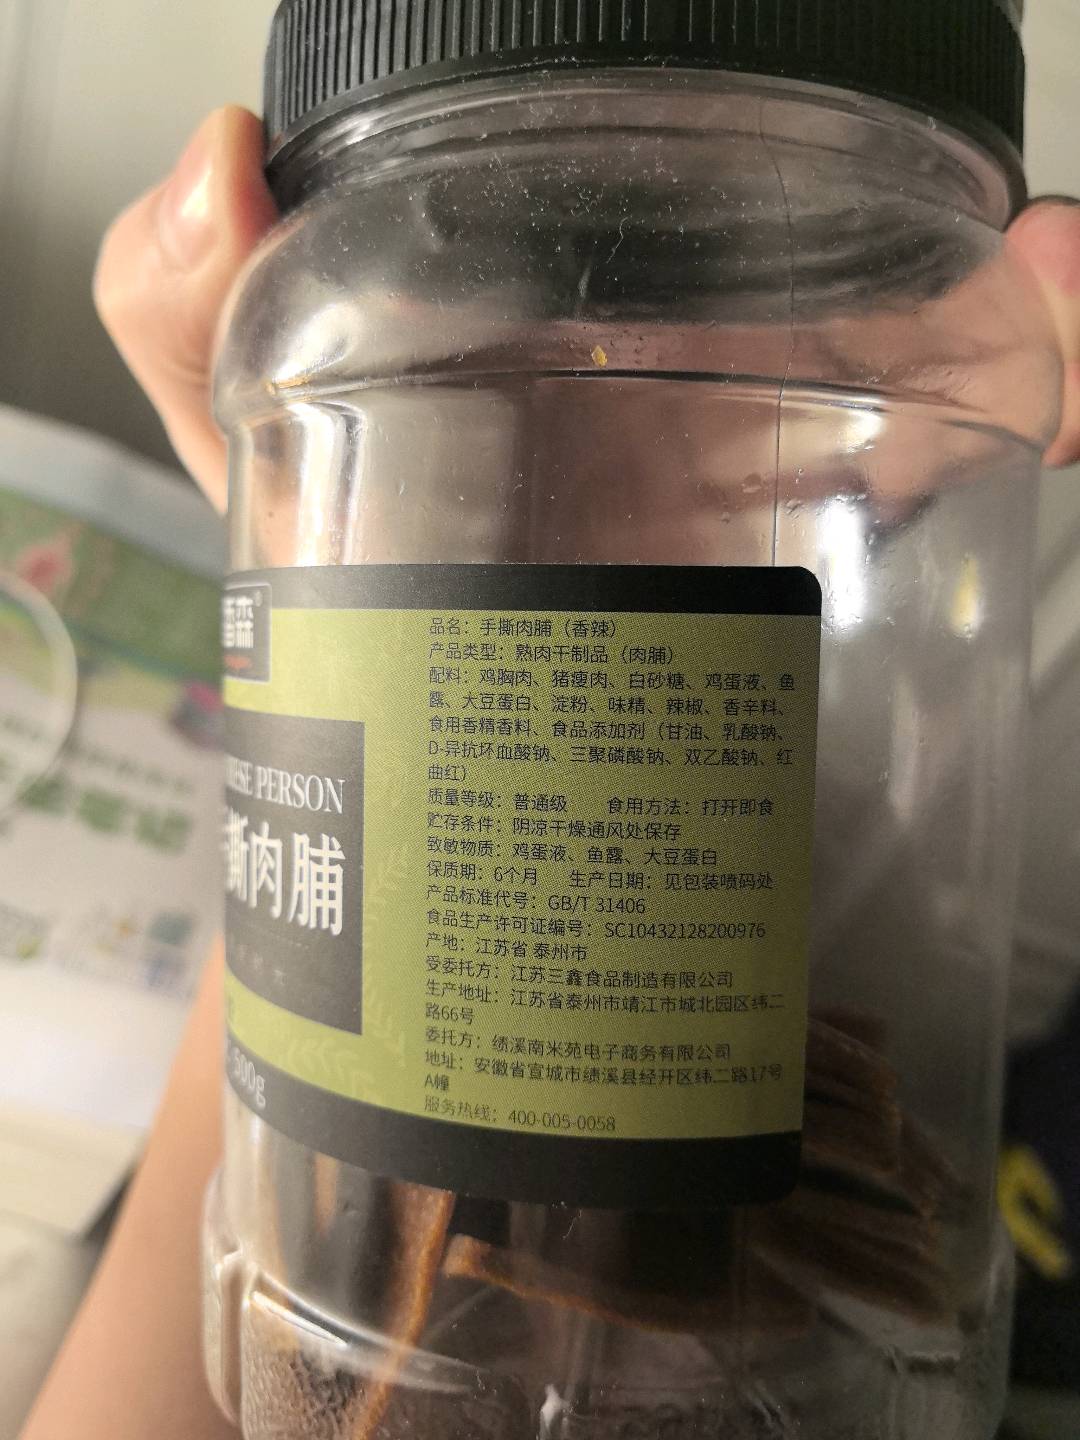 香森®
NESE PERSON
撕肉脯
500g
品名：手撕肉脯（香辣）
产品类型：熟肉干制品（肉脯）
配料：鸡胸肉、猪瘦肉、白砂糖、鸡蛋液、鱼
露、大豆蛋白、淀粉、味精、辣椒、香辛料、
食用香精香料、食品添加剂（甘油、乳酸钠、
D-异抗坏血酸钠、三聚磷酸钠、双乙酸钠、红
曲红）
质量等级：普通级 食用方法：打开即食
贮存条件：阴凉干燥通风处保存
致敏物质：鸡蛋液、鱼露、大豆蛋白
保质期：6个月 生产日期：见包装喷码处
产品标准代号：GB/T 31406
食品生产许可证编号：SC10432128200976
产地：江苏省 泰州市
受委托方：江苏三鑫食品制造有限公司
生产地址：江苏省泰州市靖江市城北园区纬二
路66号
委托方：绩溪南米苑电子商务有限公司
地址：安徽省宣城市绩溪县经开区纬二路17号
A幢
服务热线：400-005-0058